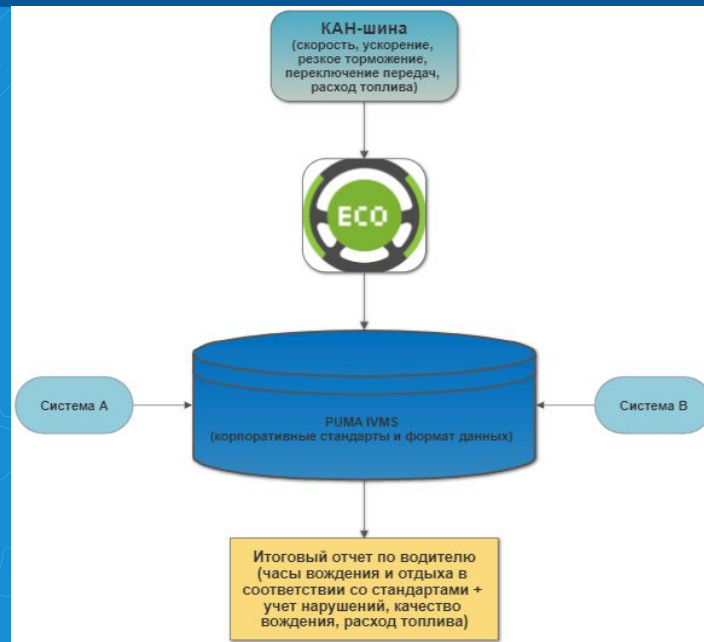 КАН-шина
(скорость, ускорение,
резкое торможение,
переключение передач,
расход топлива)
ECO
Система А
PUMA IVMS
(корпоративные стандарты и формат данных)
Система В
Итоговый отчет по водителю
(часы вождения и отдыха в
соответствии со стандартами +
учет нарушений, качество
вождения, расход топлива)